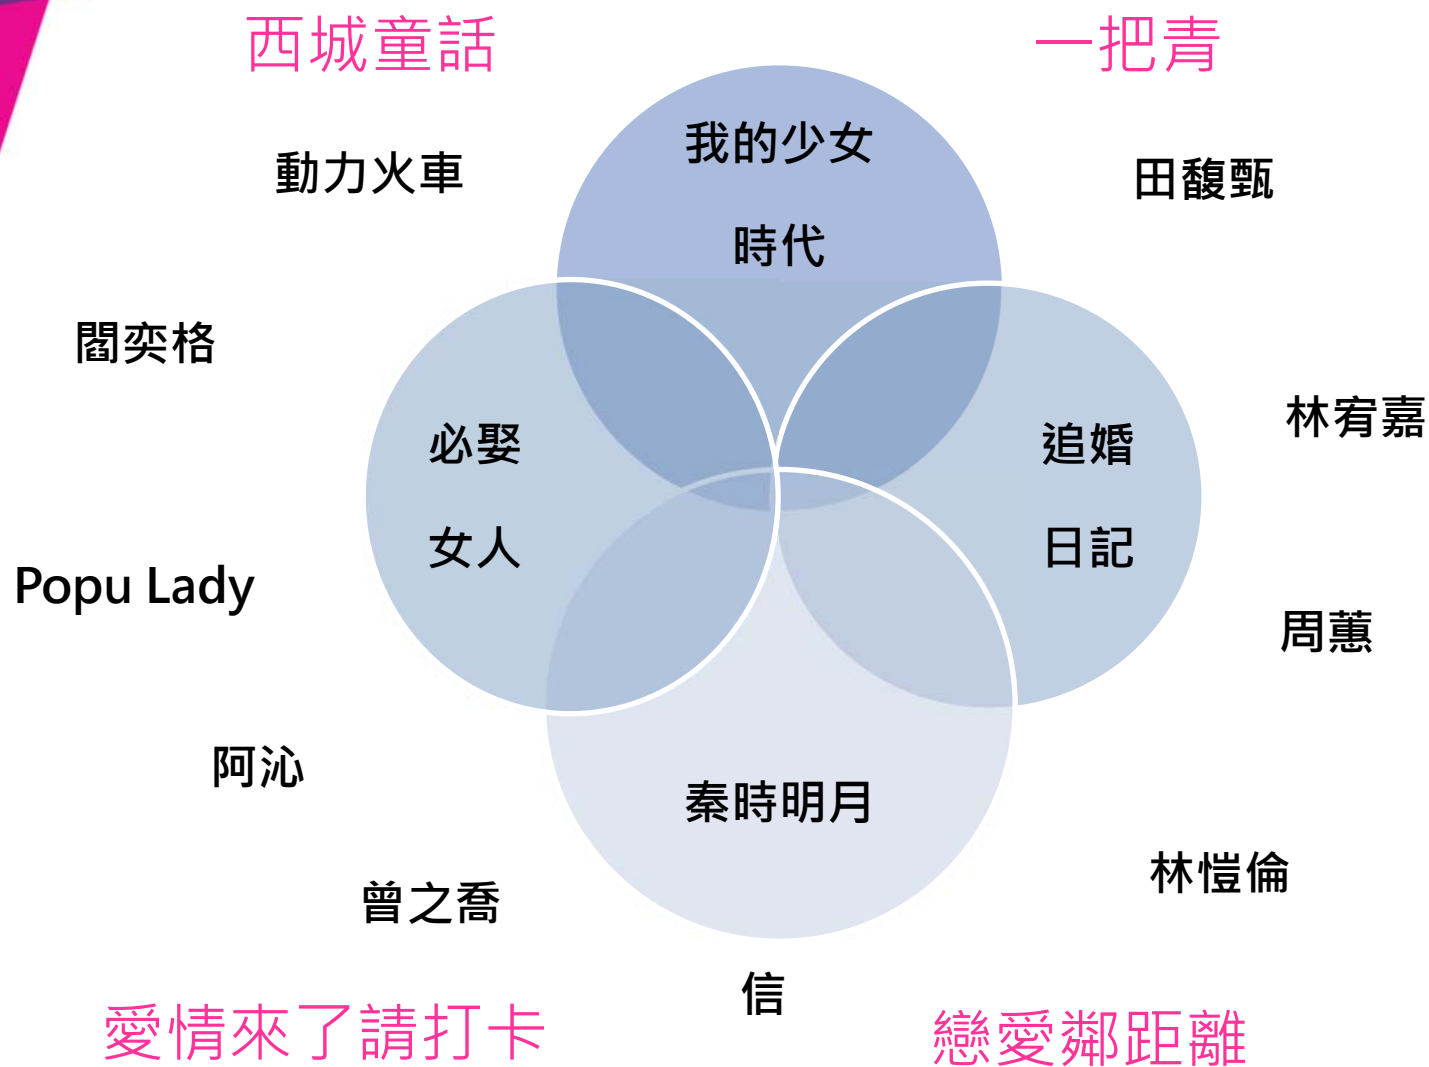 西城童話
一把青
我的少女
時代
動力火車
田馥甄
閻奕格
林宥嘉
必娶
女人
追婚
日記
Popu Lady
周蕙
阿沁
秦時明月
林愷倫
曾之喬
信
愛情來了請打卡
戀愛鄰距離